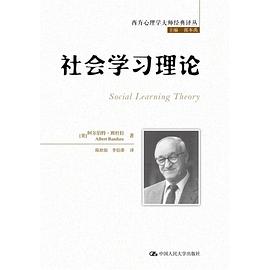 西方心理学大师经典译丛
主编 郭本禹
社会学习理论
Social Learning Theory
[美]阿尔伯特·班杜拉 著
Albert Bandura
陈欣银 李伯黍 译
中国人民大学出版社